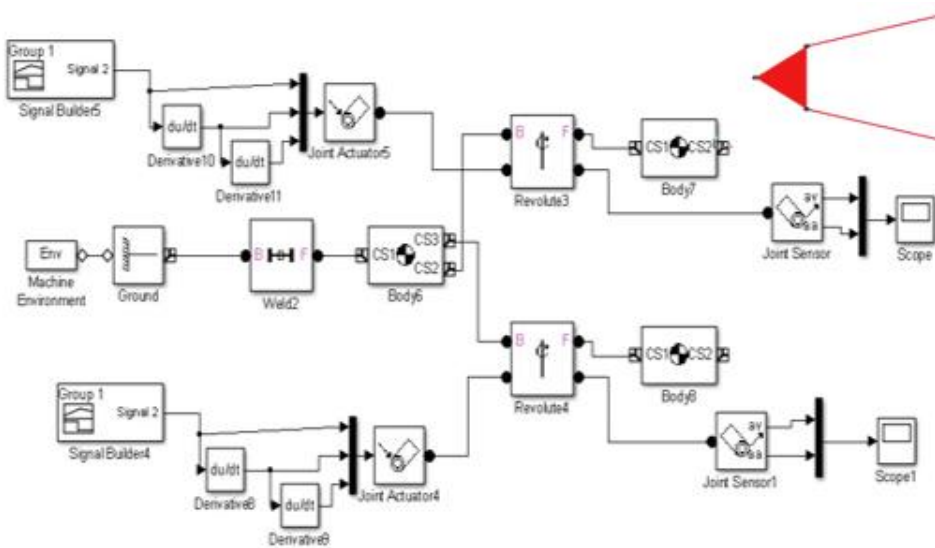 Group 1
Signal 2
Signal Builder5
du/dt
Derivative10
du/dt
Derivative11
Joint Actuator5
B
F
Revolute3
CS1
CS2
Body7
av
aa
Joint Sensor
Scope
Env
Machine
Environment
Ground
B
F
Weld2
CS1
CS3
CS2
Body6
B
F
Revolute4
CS1
CS2
Body8
Group 1
Signal 2
Signal Builder4
du/dt
Derivative8
du/dt
Derivative9
Joint Actuator4
av
aa
Joint Sensor1
Scope1